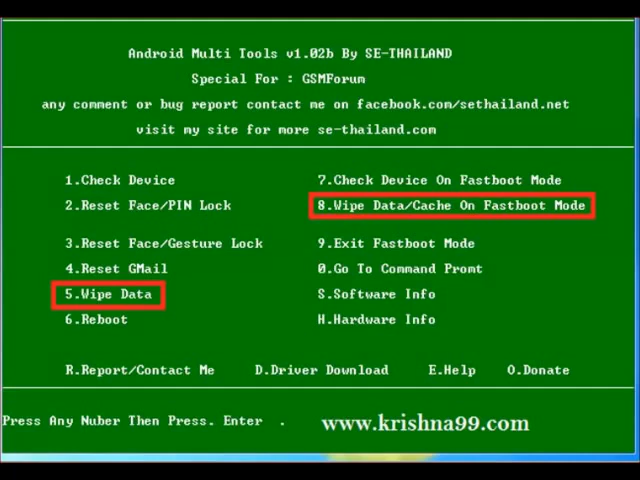 Android Multi Tools v1.02b By SE-THAILAND
Special For : GSMForum
any comment or bug report contact me on facebook.com/sethailand.net
visit my site for more se-thailand.com
1.Check Device 7.Check Device On Fastboot Mode
2.Reset Face/PIN Lock 8.Wipe Data/Cache On Fastboot Mode
3.Reset Face/Gesture Lock 9.Exit Fastboot Mode
4.Reset GMail 0.Go To Command Promt
5.Wipe Data S.Software Info
6.Reboot H.Hardware Info
R.Report/Contact Me D.Driver Download E.Help O.Donate
Press Any Nuber Then Press. Enter . www.krishna99.com